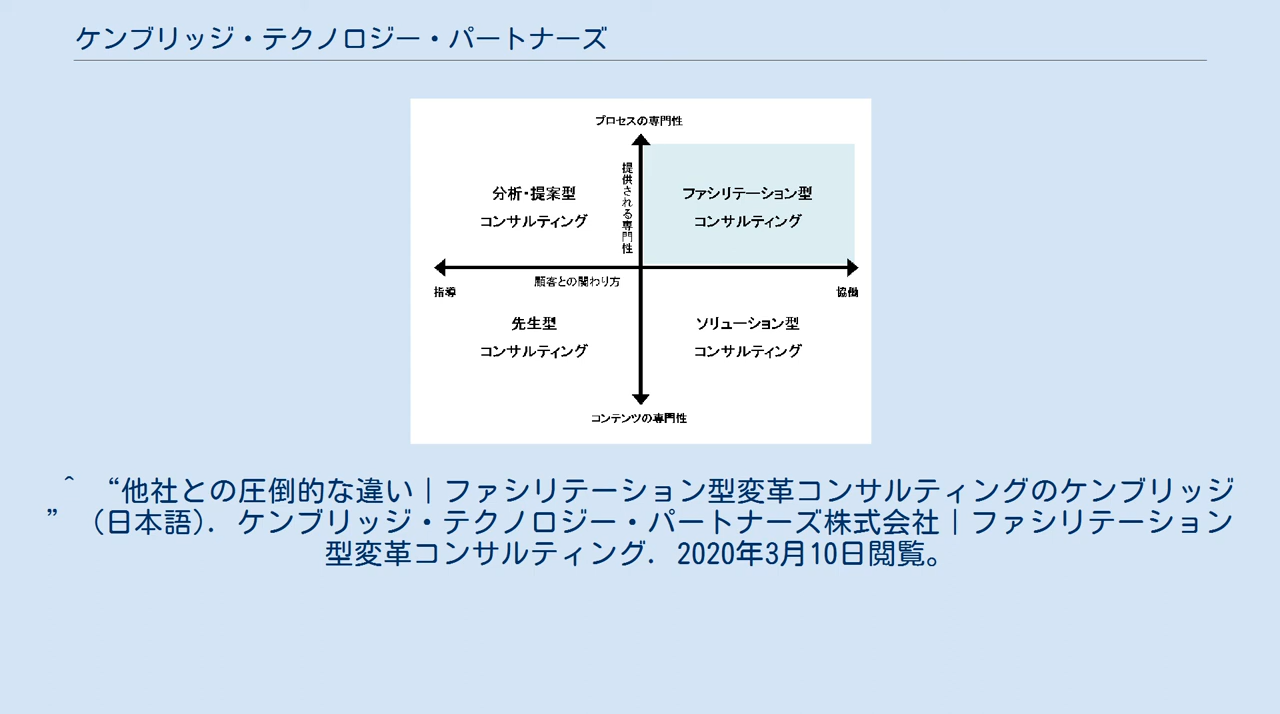 ケンブリッジ・テクノロジー・パートナーズ
プロセスの専門性
提供される専門性
分析・提案型
コンサルティング
ファシリテーション型
コンサルティング
顧客との関わり方
指導
協働
先生型
コンサルティング
ソリューション型
コンサルティング
コンテンツの専門性
^ “他社との圧倒的な違い｜ファシリテーション型変革コンサルティングのケンブリッジ
” （日本語）. ケンブリッジ・テクノロジー・パートナーズ株式会社｜ファシリテーション
型変革コンサルティング. 2020年3月10日閲覧。